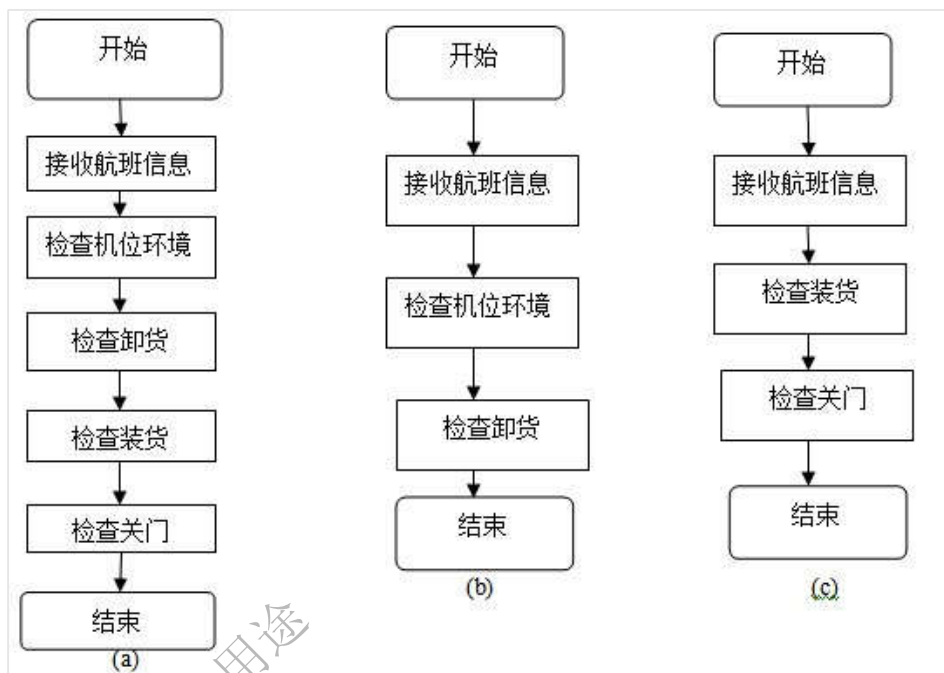 开始
接收航班信息
检查机位环境
检查卸货
检查装货
检查关门
结束
(a)
开始
接收航班信息
检查机位环境
检查卸货
结束
(b)
开始
接收航班信息
检查装货
检查关门
结束
(c)
用途